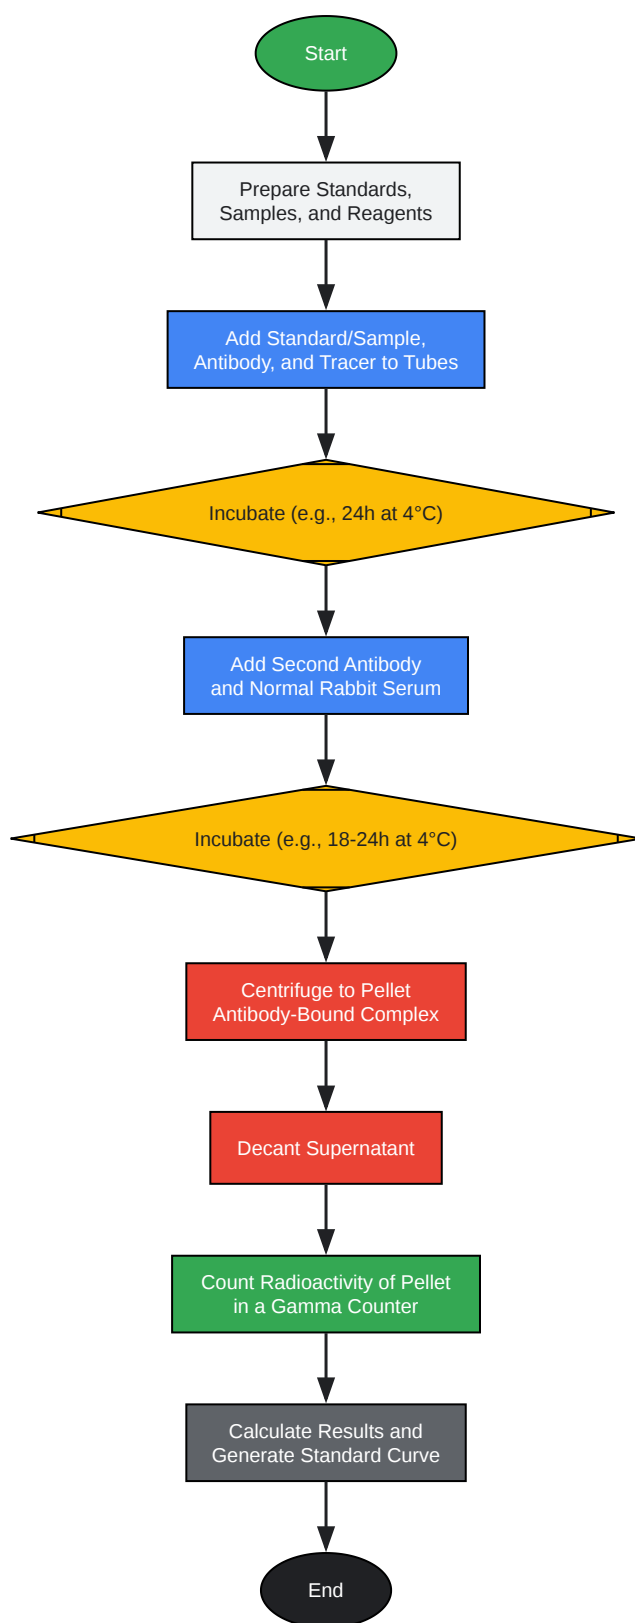 Start
Prepare Standards,
Samples, and Reagents
Add Standard/Sample,
Antibody, and Tracer to Tubes
Incubate (e.g., 24h at 4°C)
Add Second Antibody
and Normal Rabbit Serum
Incubate (e.g., 18-24h at 4°C)
Centrifuge to Pellet
Antibody-Bound Complex
Decant Supernatant
Count Radioactivity of Pellet
in a Gamma Counter
Calculate Results and
Generate Standard Curve
End